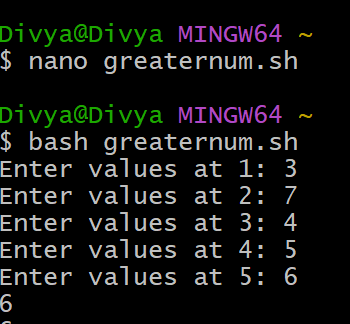 Divya@Divya MINGW64 ~
$ nano greaternum.sh
Divya@Divya MINGW64 ~
$ bash greaternum.sh
Enter values at 1: 3
Enter values at 2: 7
Enter values at 3: 4
Enter values at 4: 5
Enter values at 5: 6
6